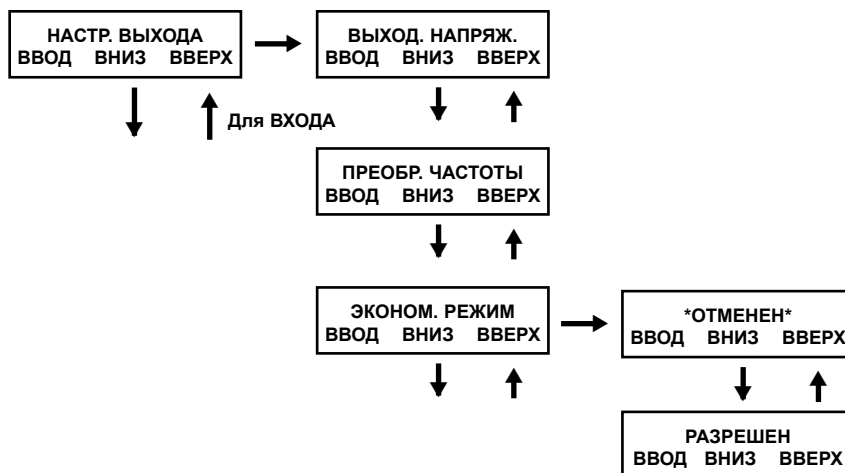 НАСТР. ВЫХОДА
ВВОД ВНИЗ ВВЕРХ
ВЫХОД. НАПРЯЖ.
ВВОД ВНИЗ ВВЕРХ
Для ВХОДА
ПРЕОБР. ЧАСТОТЫ
ВВОД ВНИЗ ВВЕРХ
ЭКОНОМ. РЕЖИМ
ВВОД ВНИЗ ВВЕРХ
*ОТМЕНЕН*
ВВОД ВНИЗ ВВЕРХ
РАЗРЕШЕН
ВВОД ВНИЗ ВВЕРХ